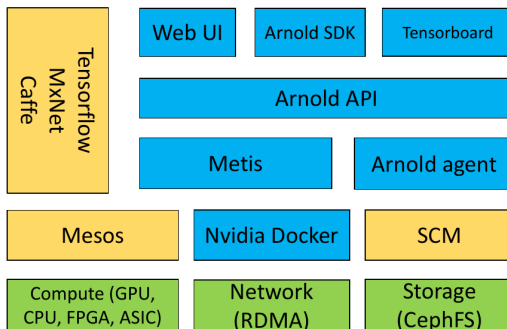 Tensorflow
MxNet
Caffe
Web UI
Arnold SDK
Tensorboard
Arnold API
Metis
Arnold agent
Mesos
Nvidia Docker
SCM
Compute (GPU,
CPU, FPGA, ASIC)
Network
(RDMA)
Storage
(CephFS)